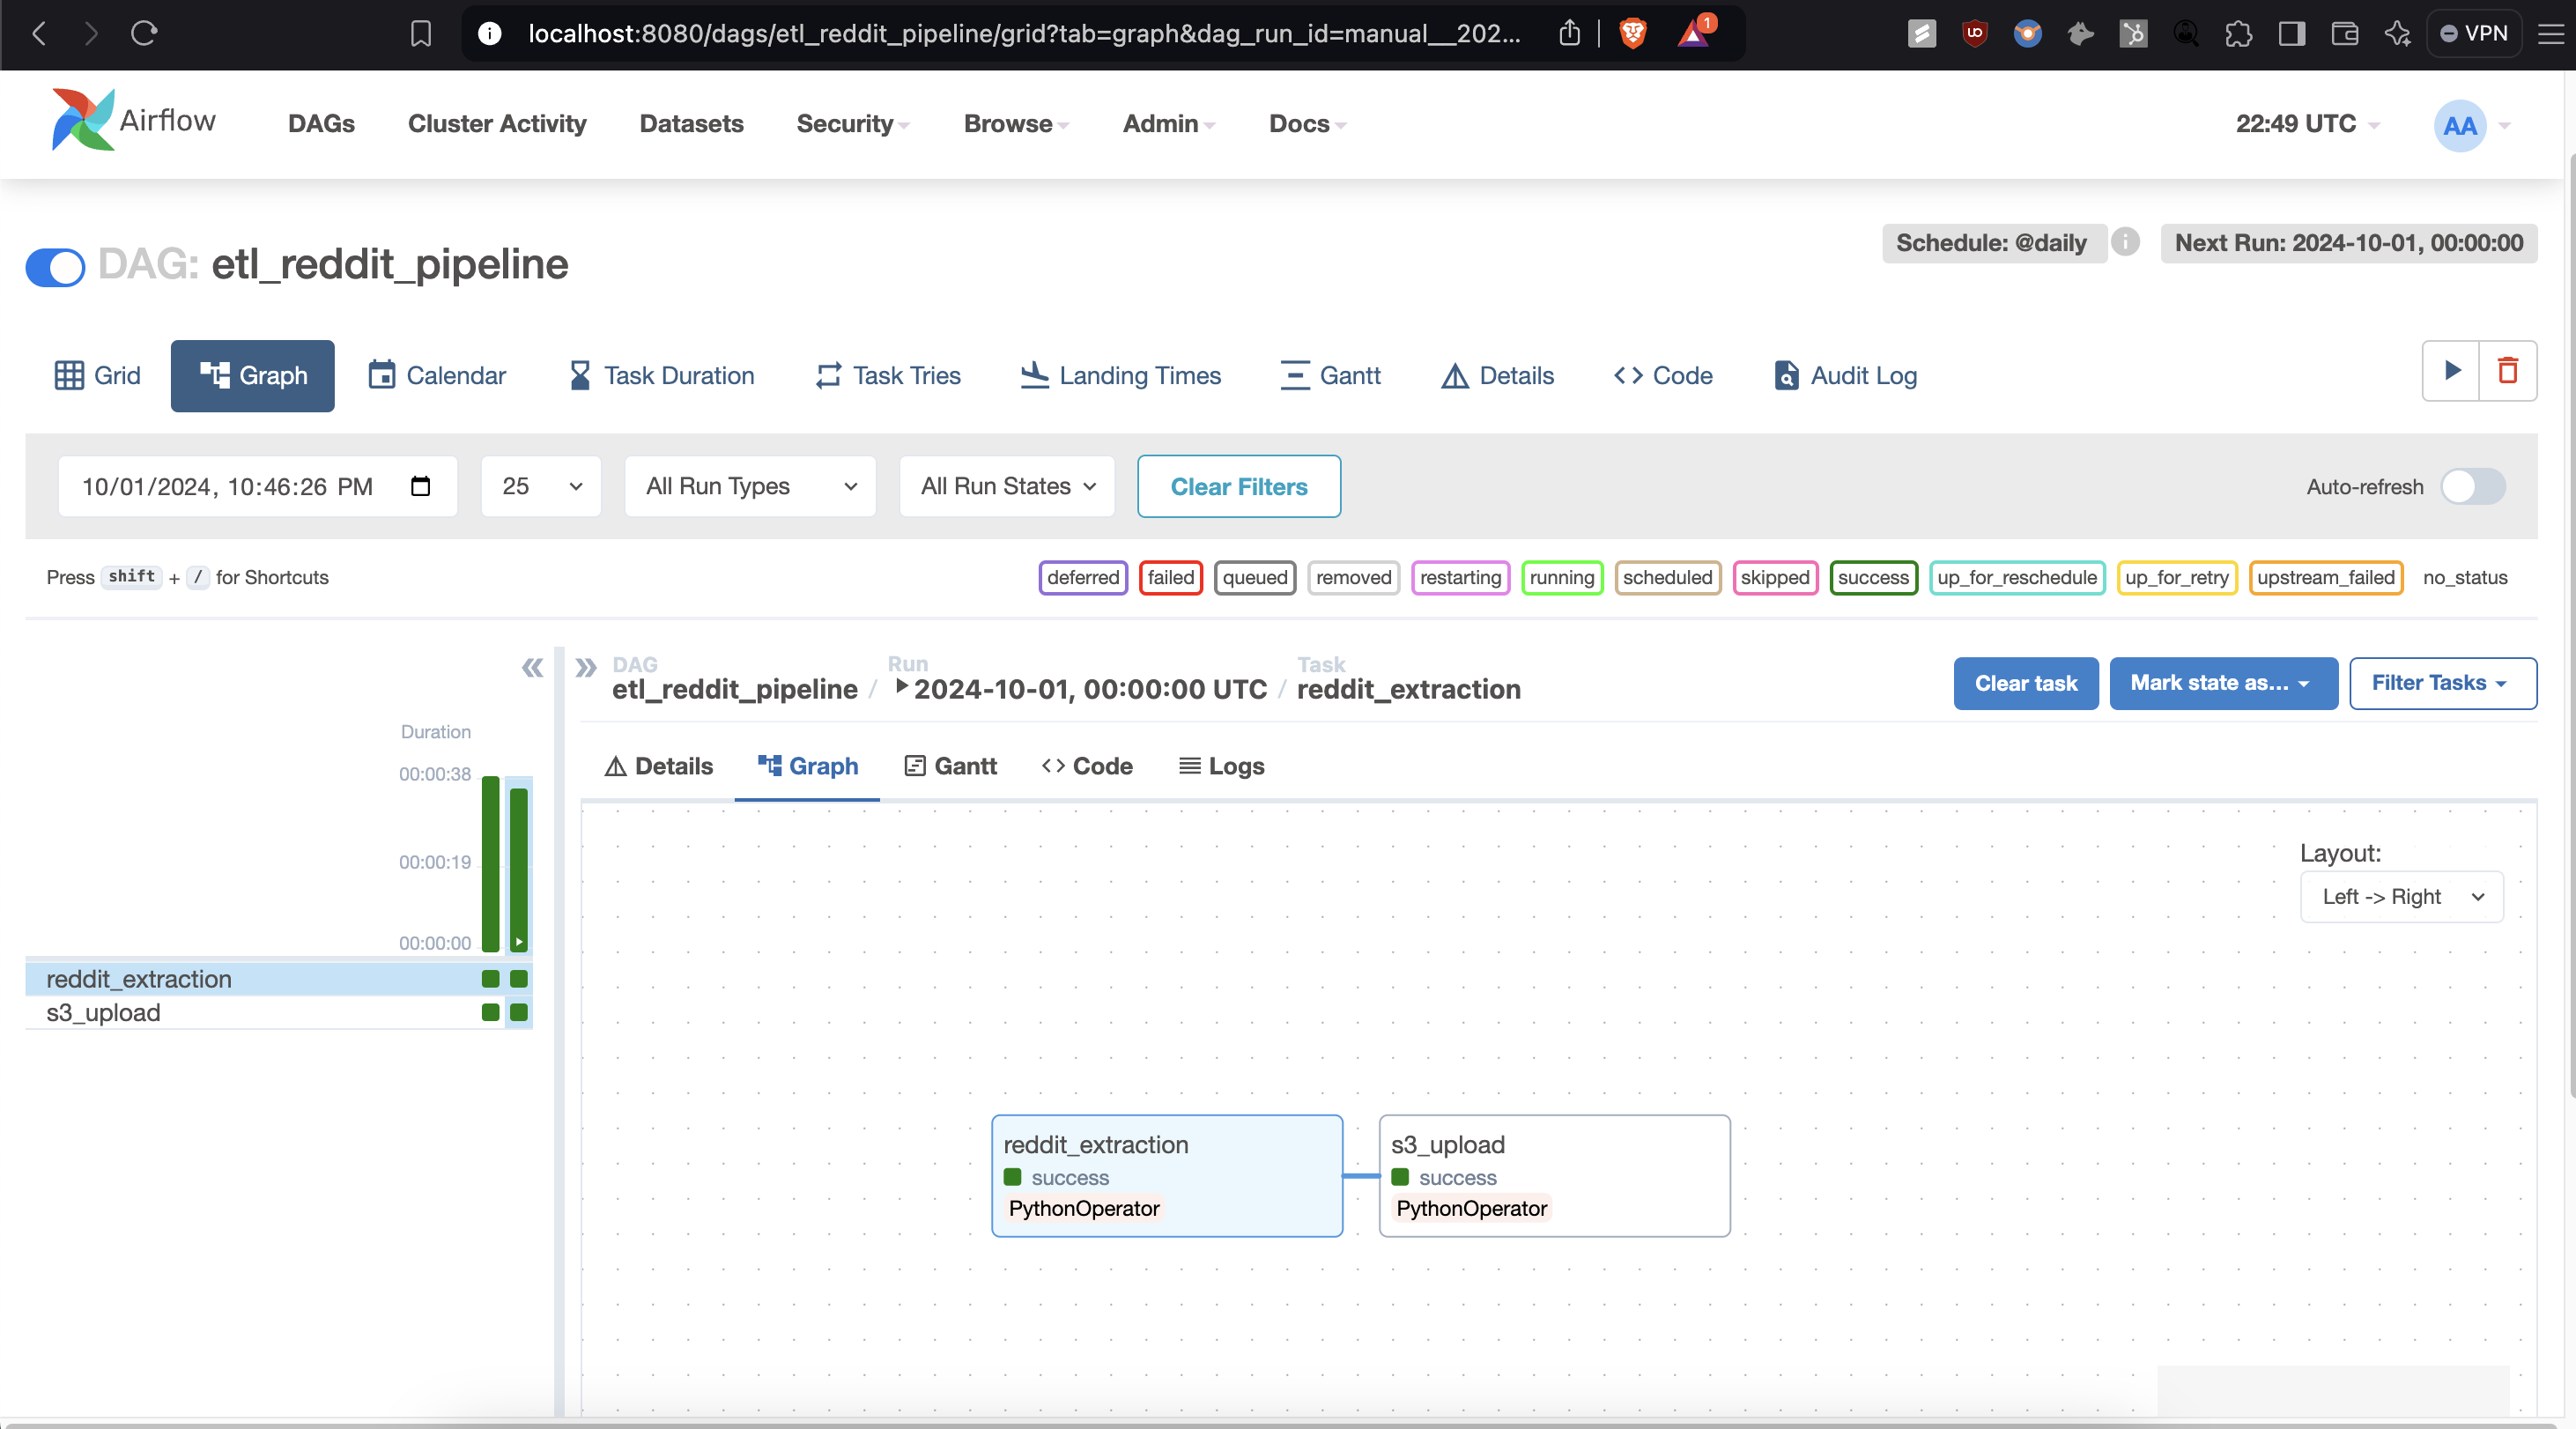 localhost:8080/dags/etl_reddit_pipeline/grid?tab=graph&dag_run_id=manual__202...
1
VPN
Airflow
DAGs Cluster Activity Datasets Security Browse Admin Docs 22:49 UTC AA
Schedule: @daily Next Run: 2024-10-01, 00:00:00
DAG: etl_reddit_pipeline
Grid Graph Calendar Task Duration Task Tries Landing Times Gantt Details Code Audit Log
10/01/2024, 10:46:26 PM 25 All Run Types All Run States Clear Filters Auto-refresh
Press shift + / for Shortcuts deferred failed queued removed restarting running scheduled skipped success up_for_reschedule up_for_retry upstream_failed no_status
DAG Run Task
etl_reddit_pipeline / 2024-10-01, 00:00:00 UTC / reddit_extraction
Clear task Mark state as... Filter Tasks
Duration
00:00:38
00:00:19
00:00:00
reddit_extraction
s3_upload
Details Graph Gantt Code Logs
Layout:
Left -> Right
reddit_extraction
success
PythonOperator
s3_upload
success
PythonOperator